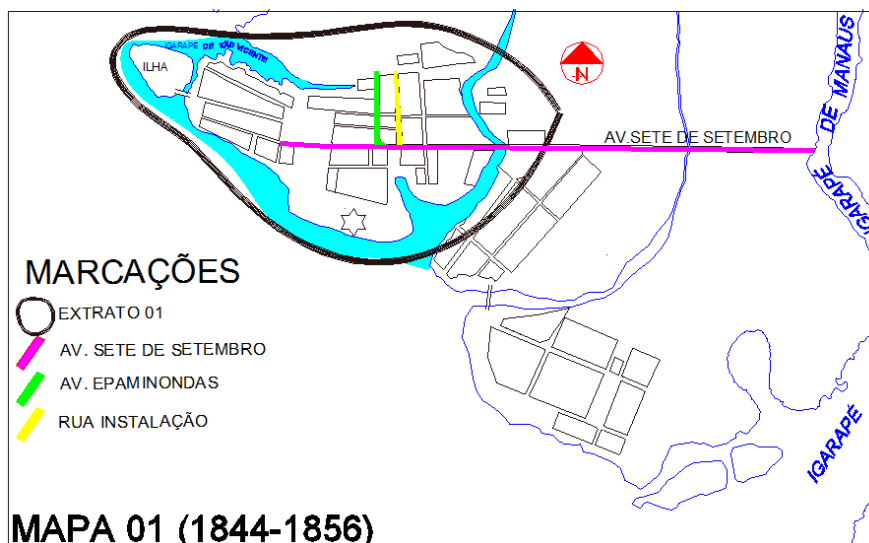 IGARAPÉ DE SÃO VICENTE
ILHA
N
AV.SETE DE SETEMBRO
IGARAPÉ DE MANAUS
MARCAÇÕES
EXTRATO 01
AV. SETE DE SETEMBRO
AV. EPAMINONDAS
RUA INSTALAÇÃO
IGARAPÉ
MAPA 01 (1844-1856)